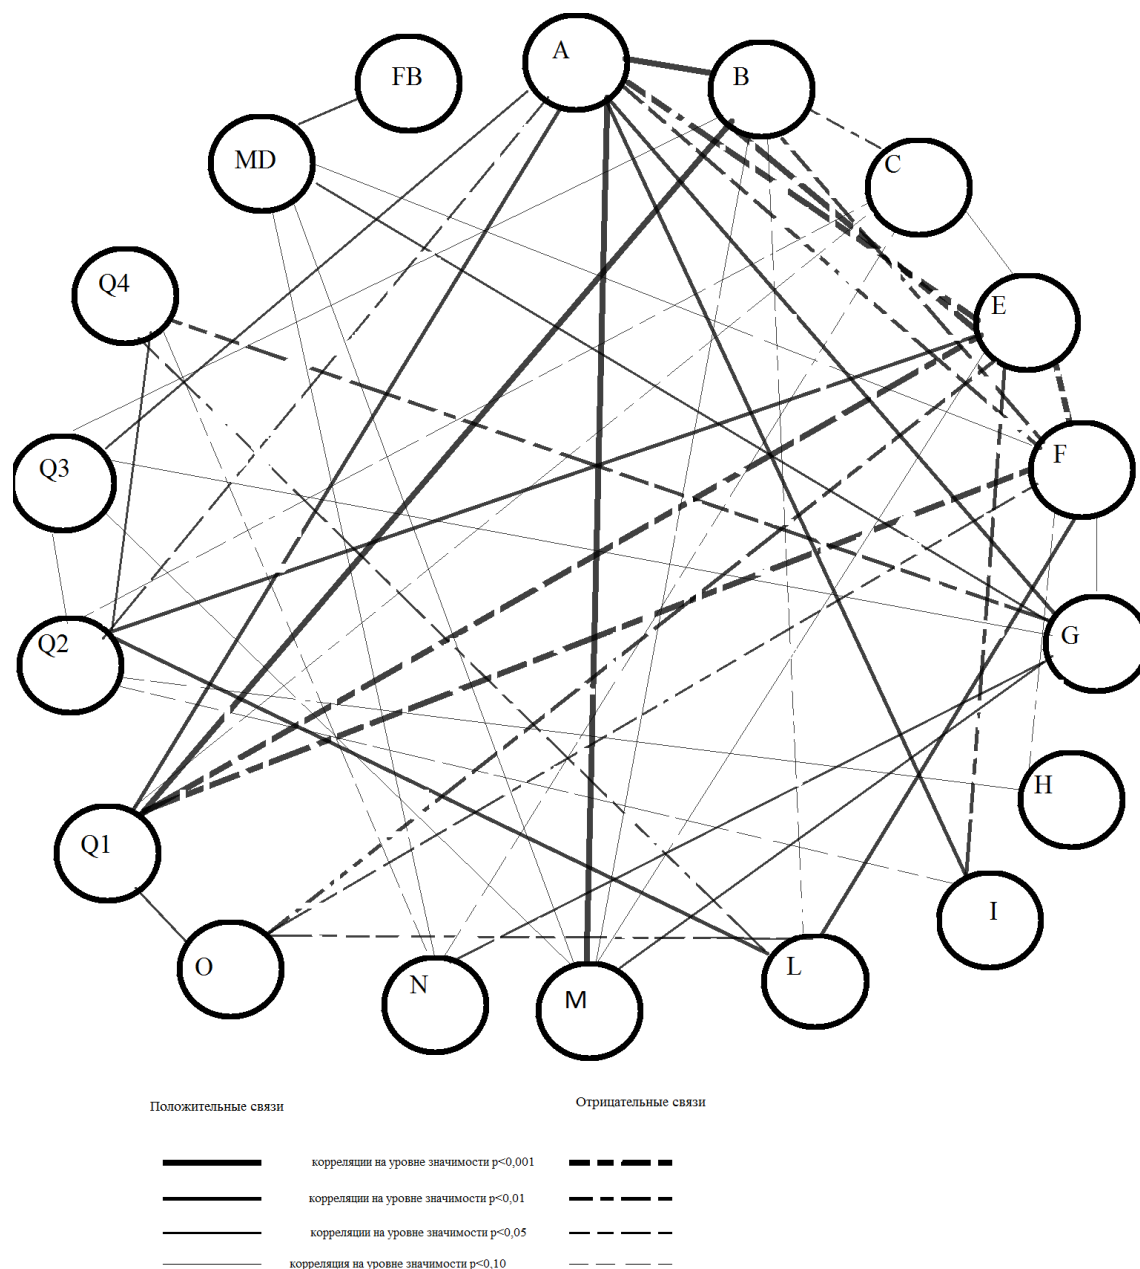 A
FB
B
MD
C
Q4
E
Q3
F
Q2
G
H
Q1
I
O
N
M
L
Положительные связи
Отрицательные связи
корреляции на уровне значимости p<0,001
корреляции на уровне значимости p<0,01
корреляции на уровне значимости p<0,05
корреляция на уровне значимости p<0,10